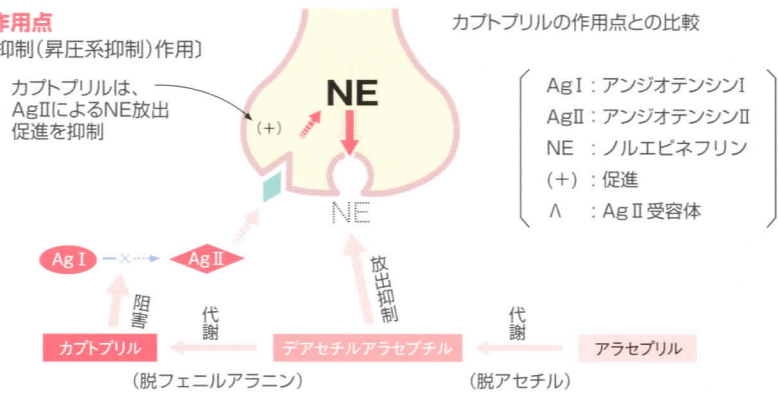 作用点
抑制(昇圧系抑制)作用〕
カプトプリルの作用点との比較
カプトプリルは、
AgⅡによるNE放出
促進を抑制
(+)
NE
NE
AgⅠ:アンジオテンシンⅠ
AgⅡ:アンジオテンシンⅡ
NE:ノルエピネフリン
(+):促進
Λ:AgⅡ受容体
AgⅠ
×
AgⅡ
阻害
代謝
放出抑制
代謝
カプトプリル
デアセチルアラセプチル
アラセプリル
(脱フェニルアラニン)
(脱アセチル)